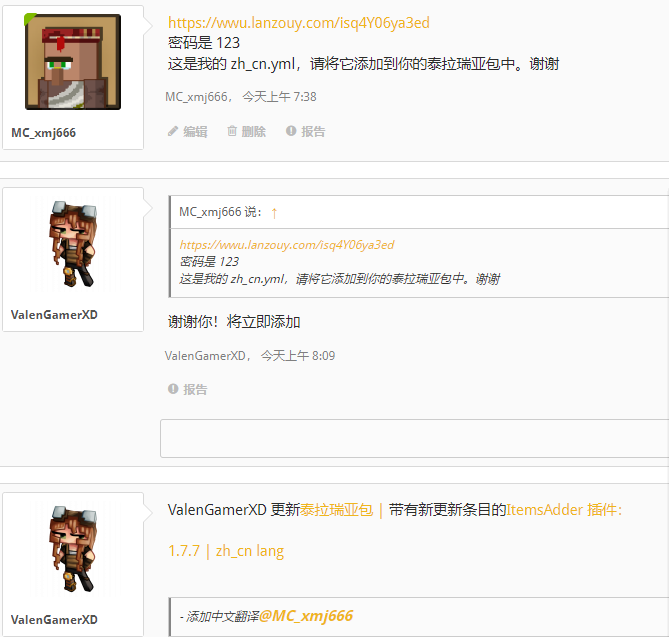 https://wwu.lanzouy.com/isq4Y06ya3ed
密码是 123
这是我的 zh_cn.yml，请将它添加到你的泰拉瑞亚包中。谢谢
MC_xmj666， 今天上午 7:38
编辑 删除 报告
MC_xmj666
MC_xmj666 说： ↑
https://wwu.lanzouy.com/isq4Y06ya3ed
密码是 123
这是我的 zh_cn.yml，请将它添加到你的泰拉瑞亚包中。谢谢
ValenGamerXD
谢谢你！将立即添加
ValenGamerXD， 今天上午 8:09
报告
ValenGamerXD 更新泰拉瑞亚包 | 带有新更新条目的ItemsAdder 插件:
1.7.7 | zh_cn lang
- 添加中文翻译@MC_xmj666
ValenGamerXD